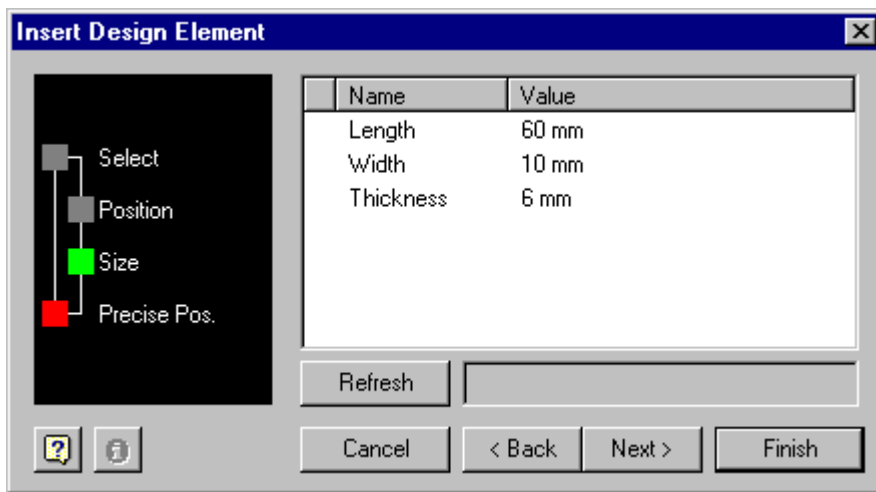 Insert Design Element
Select
Position
Size
Precise Pos.
Name Value
Length 60 mm
Width 10 mm
Thickness 6 mm
Refresh
Cancel < Back Next > Finish